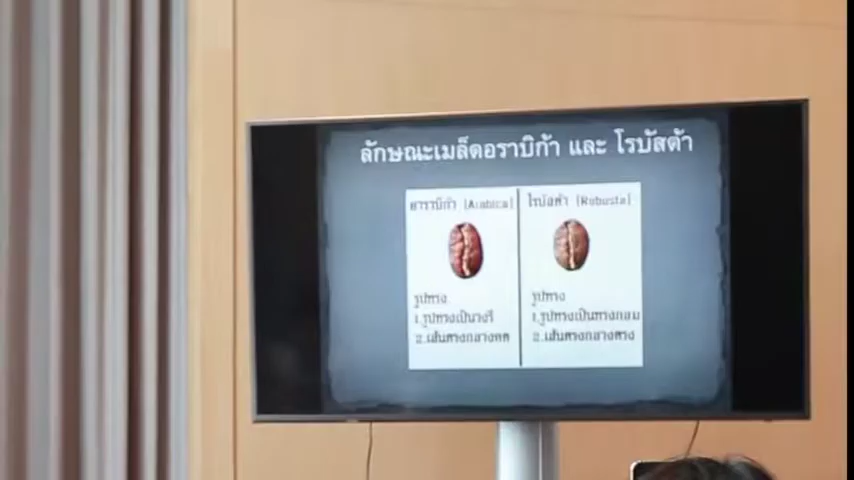 ลักษณะเมล็ดอราบิก้า และ โรบัสต้า
อาราบิก้า (Arabica)
รูปทรง
1.รูปทรงเป็นวงรี
2.เส้นตรงกลางคด
โรบัสต้า (Robusta)
รูปทรง
1.รูปทรงเป็นทรงกลม
2.เส้นตรงกลางตรง